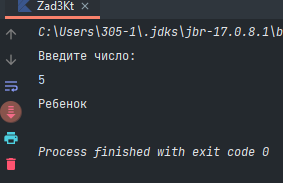 Zad3Kt
C:\Users\305-1\.jdks\jbr-17.0.8.1\b
Введите число:
5
Ребенок
Process finished with exit code 0